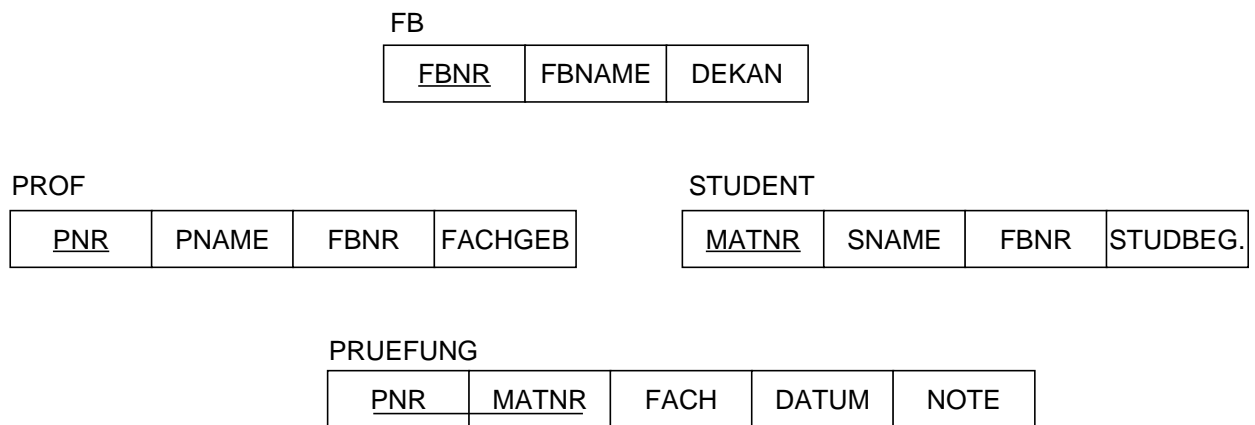 FB
FBNR FBNAME DEKAN
PROF STUDENT
PNR PNAME FBNR FACHGEB MATNR SNAME FBNR STUDBEG.
PRUEFUNG
PNR MATNR FACH DATUM NOTE